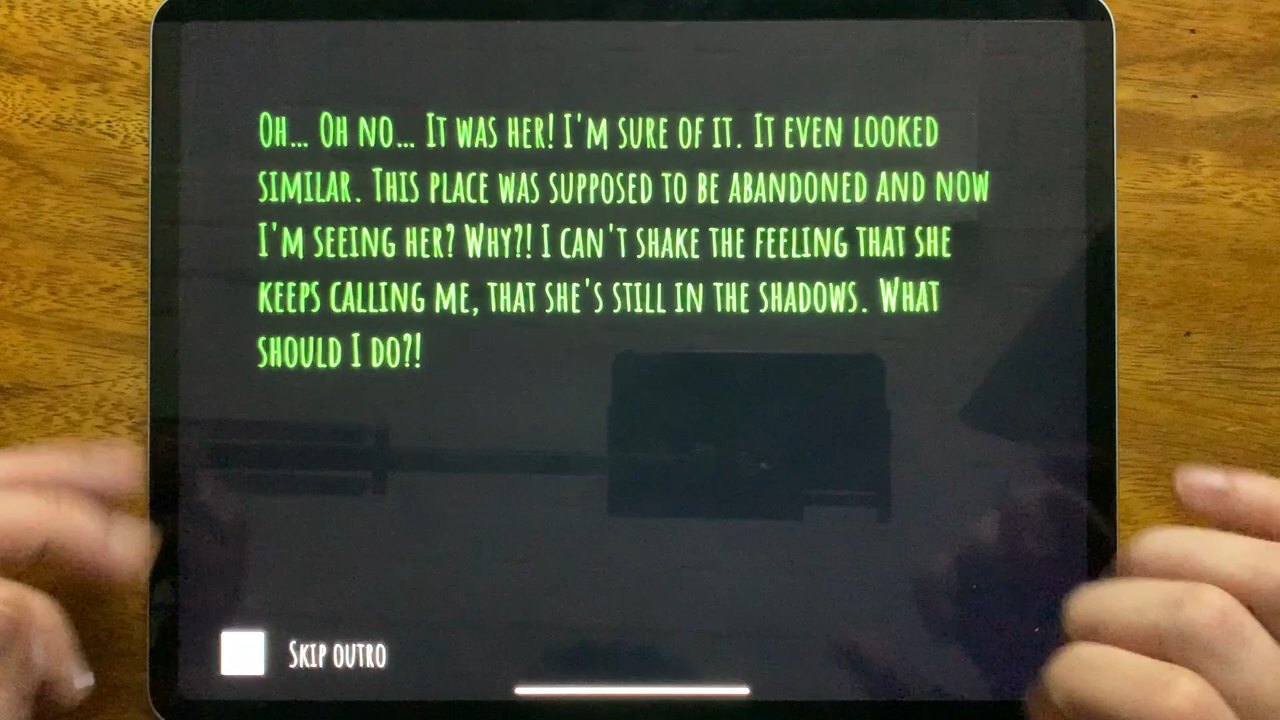 Oh... Oh no... It was her! I'm sure of it. It even looked
similar. This place was supposed to be abandoned and now
I'm seeing her? Why?! I can't shake the feeling that she
keeps calling me, that she's still in the shadows. What
should I do?!
Skip outro